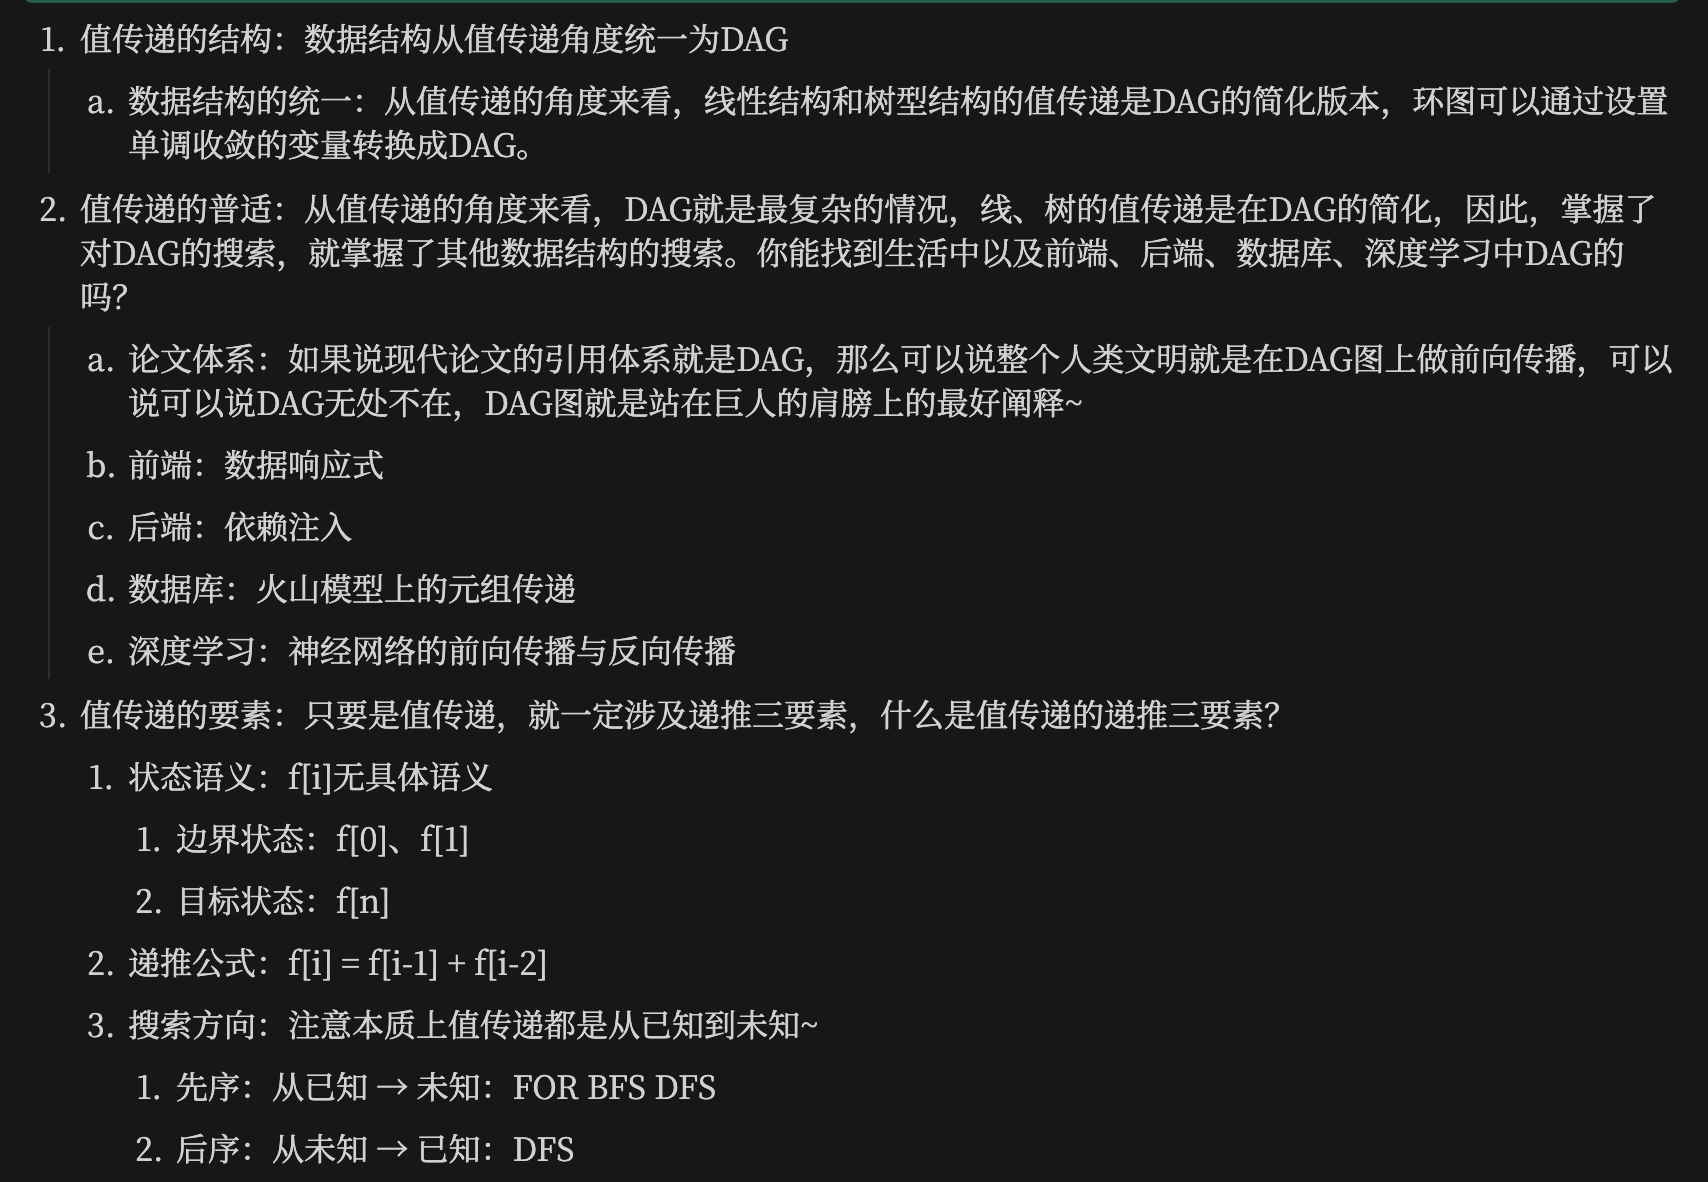 1. 值传递的结构：数据结构从值传递角度统一为DAG
a. 数据结构的统一：从值传递的角度来看，线性结构和树型结构的值传递是DAG的简化版本，环图可以通过设置
单调收敛的变量转换成DAG。
2. 值传递的普适：从值传递的角度来看，DAG就是最复杂的情况，线、树的值传递是在DAG的简化，因此，掌握了
对DAG的搜索，就掌握了其他数据结构的搜索。你能找到生活中以及前端、后端、数据库、深度学习中DAG的
吗？
a. 论文体系：如果说现代论文的引用体系就是DAG，那么可以说整个人类文明就是在DAG图上做前向传播，可以
说可以说DAG无处不在，DAG图就是站在巨人的肩膀上的最好阐释~
b. 前端：数据响应式
c. 后端：依赖注入
d. 数据库：火山模型上的元组传递
e. 深度学习：神经网络的前向传播与反向传播
3. 值传递的要素：只要是值传递，就一定涉及递推三要素，什么是值传递的递推三要素？
1. 状态语义：f[i]无具体语义
1. 边界状态：f[0]、f[1]
2. 目标状态：f[n]
2. 递推公式：f[i] = f[i-1] + f[i-2]
3. 搜索方向：注意本质上值传递都是从已知到未知~
1. 先序：从已知 → 未知：FOR BFS DFS
2. 后序：从未知 → 已知：DFS